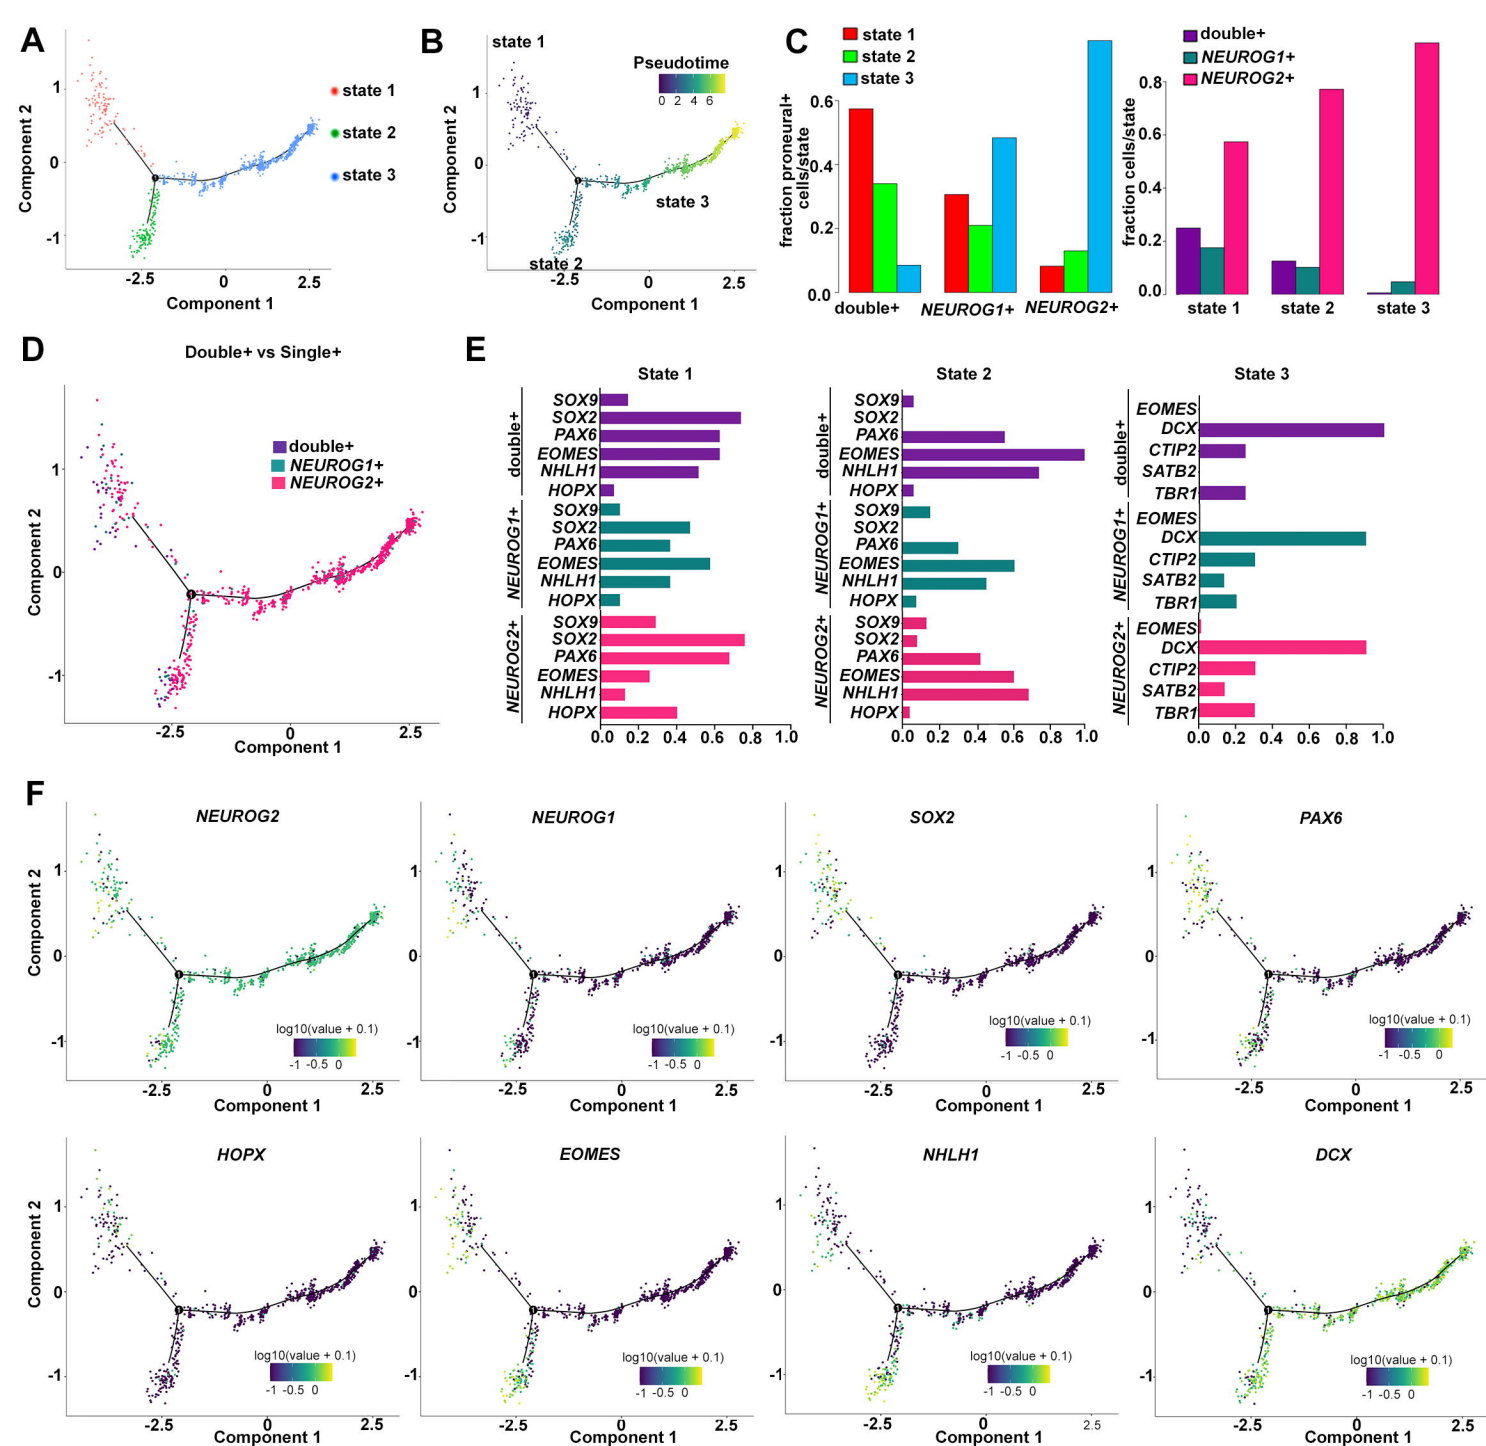 A
1
0
-1
-2.5
0
2.5
Component 2
Component 1
1
state 1
state 2
state 3
B
state 1
Pseudotime
0 2 4 6
1
0
-1
Component 2
1
state 3
state 2
-2.5
0
2.5
Component 1
C
state 1
state 2
state 3
fraction proneural+
cells/state
0.6
0.4
0.2
0.0
double+
NEUROG1+
NEUROG2+
double+
NEUROG1+
NEUROG2+
fraction cells/state
0.8
0.6
0.4
0.2
0.0
state 1
state 2
state 3
D
Double+ vs Single+
double+
NEUROG1+
NEUROG2+
Component 2
1
0
-1
1
-2.5
0
2.5
Component 1
E
State 1
double+
SOX9
SOX2
PAX6
EOMES
NHLH1
HOPX
NEUROG1+
SOX9
SOX2
PAX6
EOMES
NHLH1
HOPX
NEUROG2+
SOX9
SOX2
PAX6
EOMES
NHLH1
HOPX
0.0 0.2 0.4 0.6 0.8 1.0
State 2
double+
SOX9
SOX2
PAX6
EOMES
NHLH1
HOPX
NEUROG1+
SOX9
SOX2
PAX6
EOMES
NHLH1
HOPX
NEUROG2+
SOX9
SOX2
PAX6
EOMES
NHLH1
HOPX
0.0 0.2 0.4 0.6 0.8 1.0
State 3
double+
EOMES
DCX
CTIP2
SATB2
TBR1
NEUROG1+
EOMES
DCX
CTIP2
SATB2
TBR1
NEUROG2+
EOMES
DCX
CTIP2
SATB2
TBR1
0.0 0.2 0.4 0.6 0.8 1.0
F
NEUROG2
Component 2
1
0
-1
1
log10(value + 0.1)
-1 -0.5 0
-2.5 0 2.5
Component 1
NEUROG1
1
0
-1
1
log10(value + 0.1)
-1 -0.5 0
-2.5 0 2.5
Component 1
SOX2
1
0
-1
1
log10(value + 0.1)
-1 -0.5 0
-2.5 0 2.5
Component 1
PAX6
1
0
-1
1
log10(value + 0.1)
-1 -0.5 0
-2.5 0 2.5
Component 1
HOPX
Component 2
1
0
-1
1
log10(value + 0.1)
-1 -0.5 0
-2.5 0 2.5
Component 1
EOMES
1
0
-1
1
log10(value + 0.1)
-1 -0.5 0
-2.5 0 2.5
Component 1
NHLH1
1
0
-1
1
log10(value + 0.1)
-1 -0.5 0
-2.5 0 2.5
Component 1
DCX
1
0
-1
1
log10(value + 0.1)
-1 -0.5 0
-2.5 0 2.5
Component 1